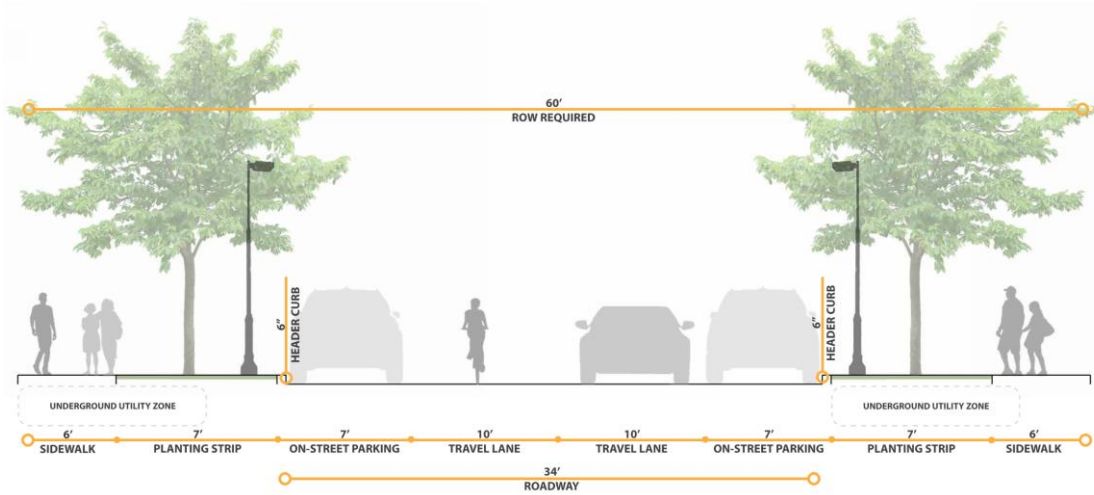 60’
ROW REQUIRED
6”
HEADER CURB
6”
HEADER CURB
UNDERGROUND UTILITY ZONE
UNDERGROUND UTILITY ZONE
6’
SIDEWALK
7’
PLANTING STRIP
7’
ON-STREET PARKING
10’
TRAVEL LANE
10’
TRAVEL LANE
7’
ON-STREET PARKING
7’
PLANTING STRIP
6’
SIDEWALK
34’
ROADWAY